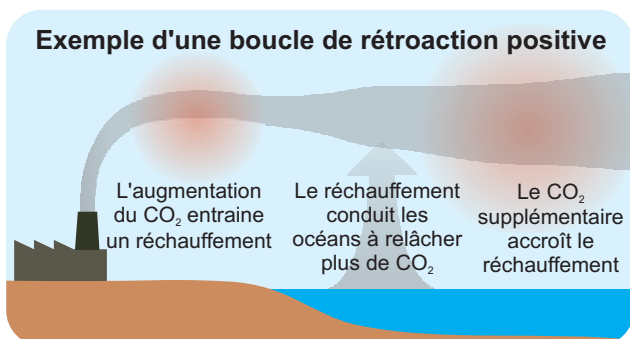 Exemple d'une boucle de rétroaction positive
L'augmentation
du CO₂ entraine
un réchauffement
Le réchauffement
conduit les
océans à relâcher
plus de CO₂
Le CO₂
supplémentaire
accroît le
réchauffement